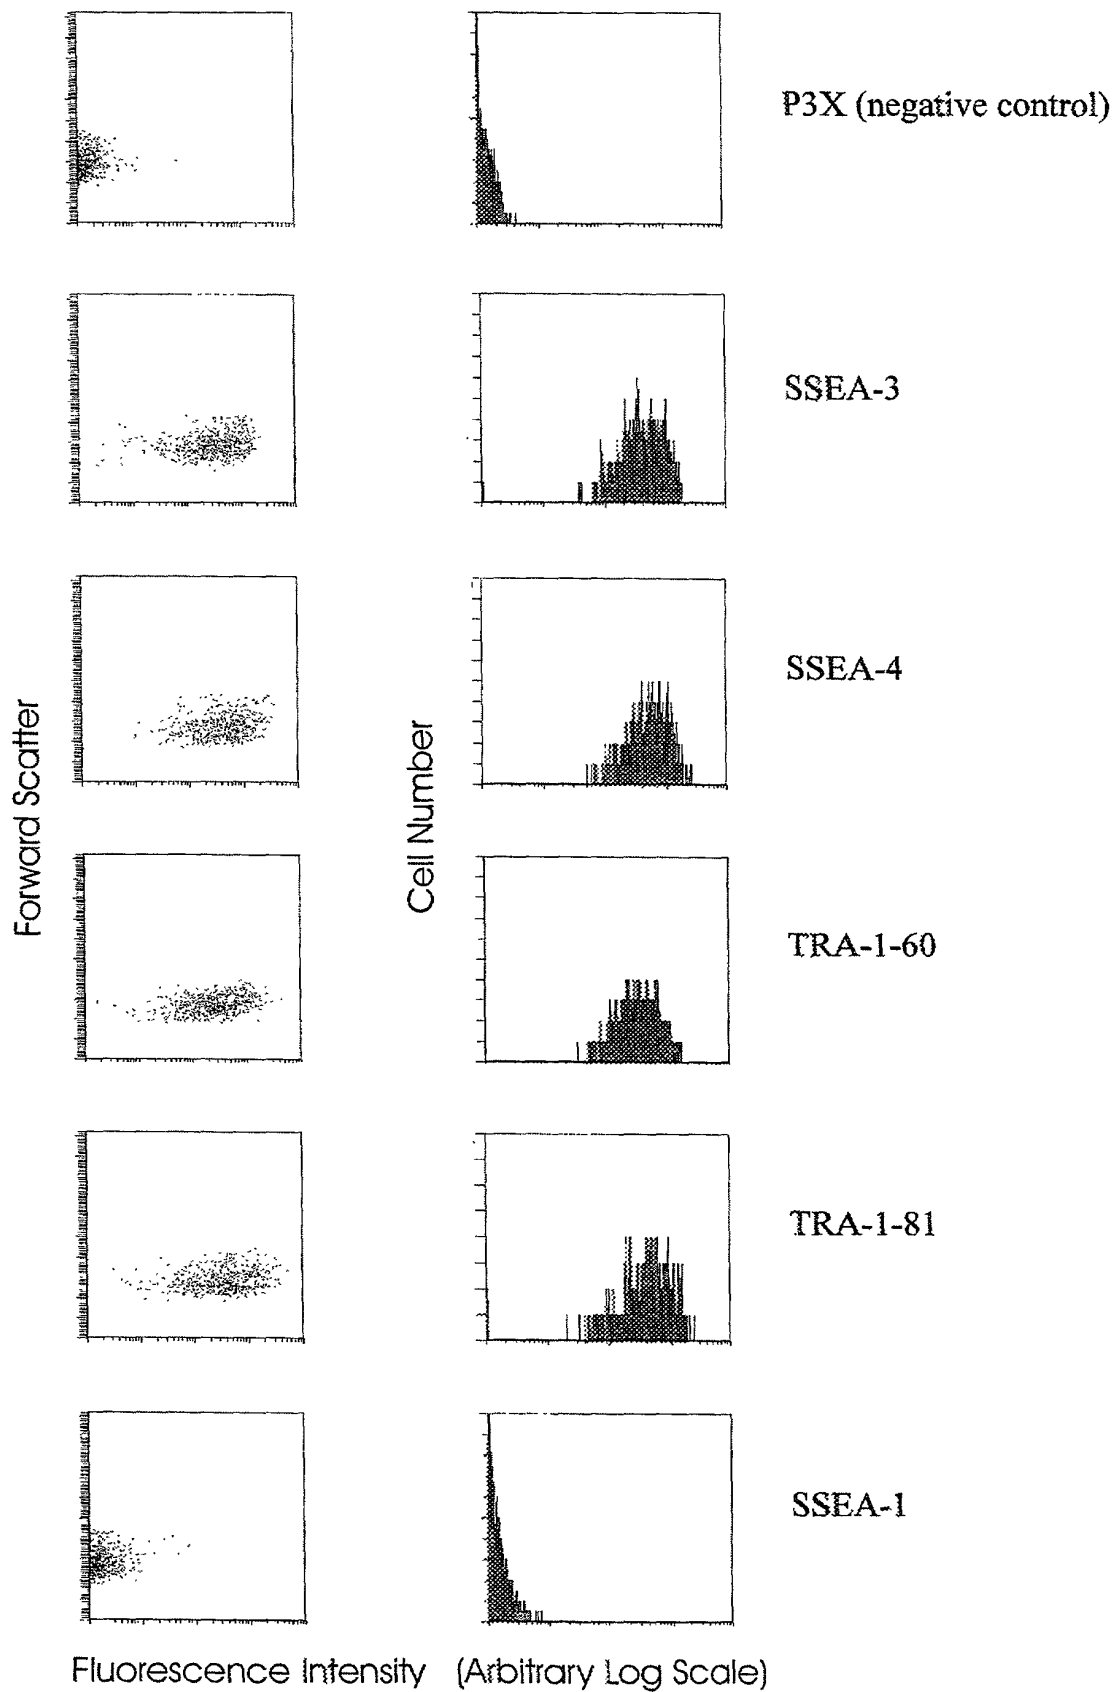 P3X (negative control)
SSEA-3
SSEA-4
Forward Scatter
Cell Number
TRA-1-60
TRA-1-81
SSEA-1
Fluorescence Intensity (Arbitrary Log Scale)